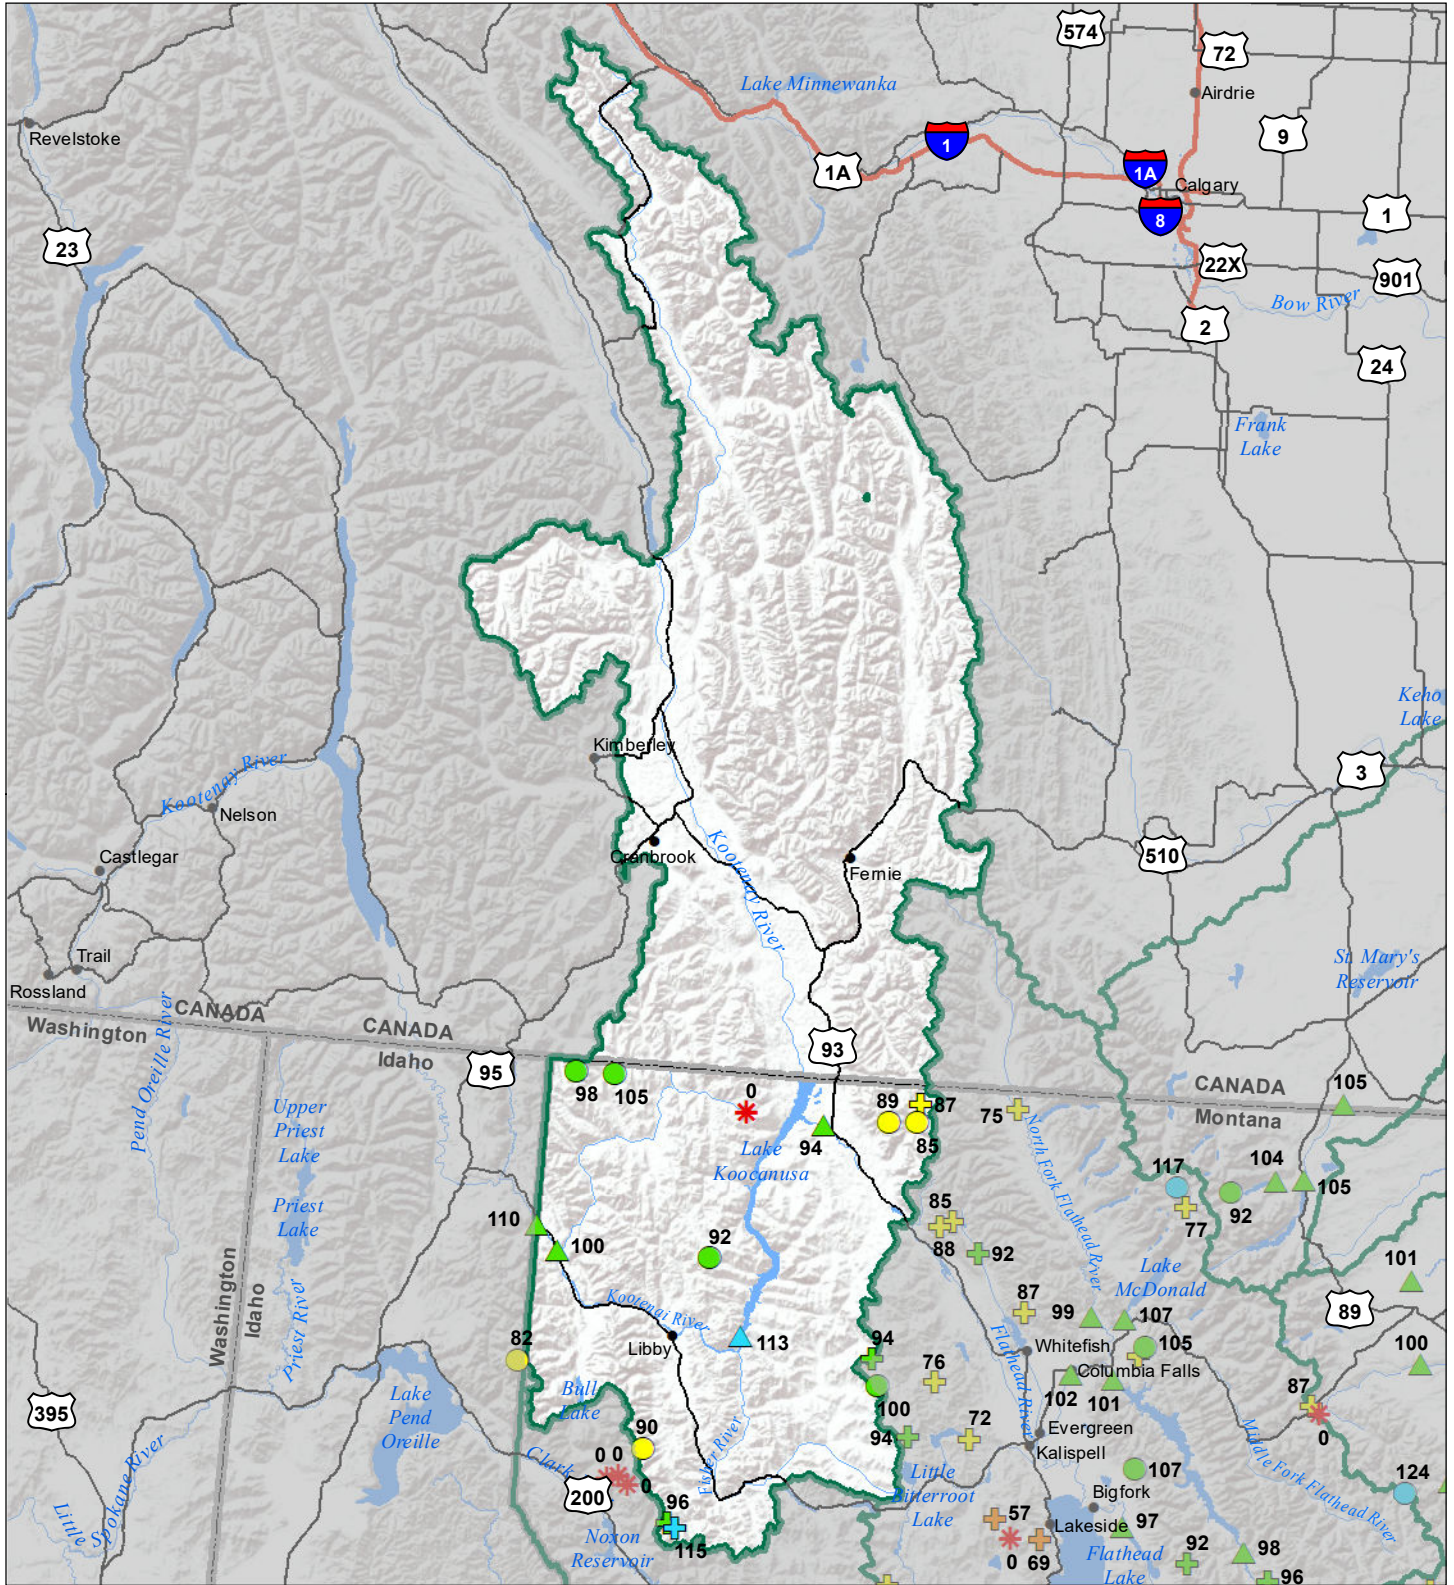 574
72
Lake Minnewanka
Airdrie
Revelstoke
9
1
1A
1A
Calgary
8
1
23
22X
901
Bow River
2
24
Frank
Lake
Keho
Lake
Kimberley
3
Kootenay River
Nelson
Castlegar
Cranbrook
Kootenay River
Fernie
510
Trail
Rossland
St. Mary's
Reservoir
CANADA
Washington
CANADA
Idaho
Pend Oreille River
95
93
CANADA
Montana
98
105
0
89
87
85
75
105
94
Lake
Koocanusa
Upper
Priest
Lake
Priest
Lake
North Fork Flathead River
117
104
105
77
92
110
100
92
85
88
92
101
Lake
McDonald
Washington
Idaho
Priest River
Kootenai River
87
99
107
89
Flathead River
Whitefish
105
100
82
Libby
113
94
76
Columbia Falls
102
101
100
Bull
Lake
Lake
Pend
Oreille
395
87
0
90
94
72
Evergreen
Kalispell
Middle Fork Flathead River
Fisher River
Clark
0
0
0
200
107
124
Little
Bitterroot
Lake
Bigfork
Little
Spokane River
96
115
Noxon
Reservoir
57
0
69
Lakeside
97
Flathead
Lake
92
98
96